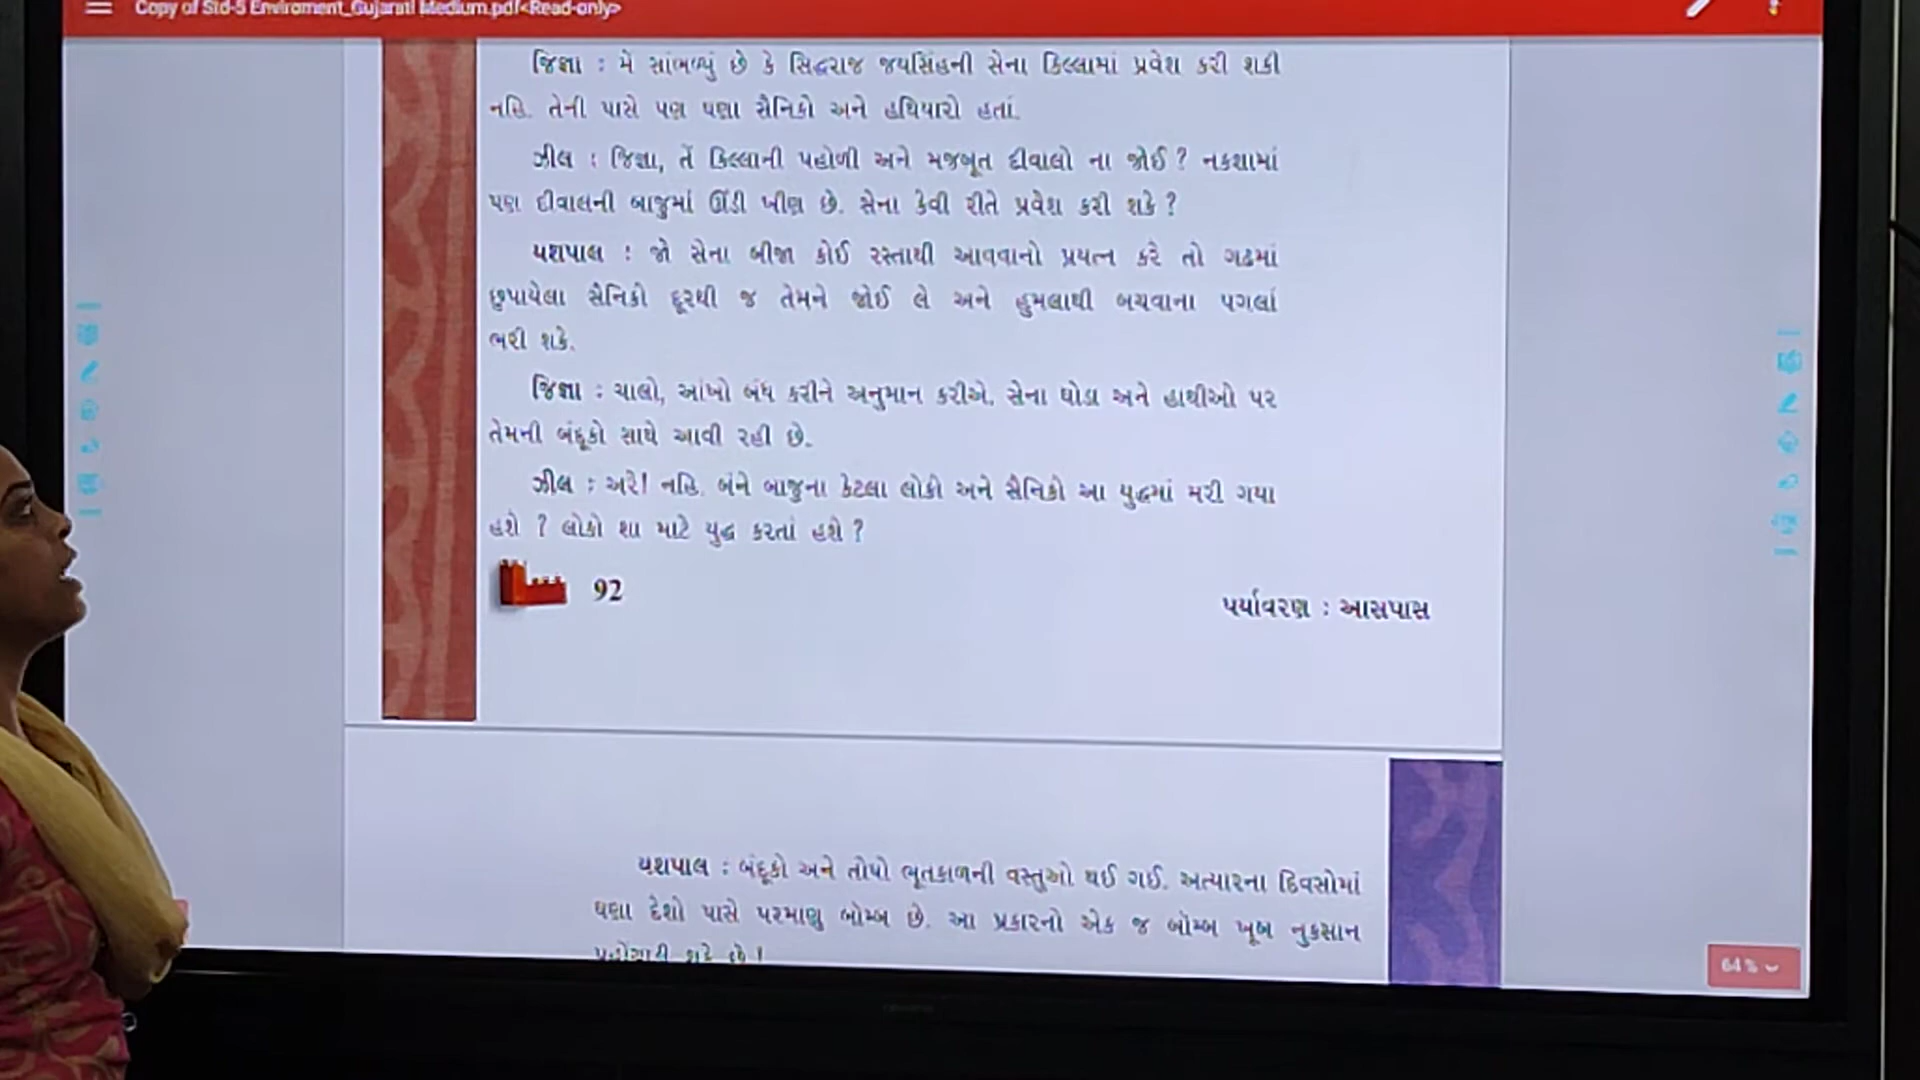 Copy of Std-5 Enviroment_Gujarati Medium.pdf<Read-only>
જિજ્ઞા : મેં સાંભળ્યું છે કે સિદ્ધરાજ જયસિંહની સેના કિલ્લામાં પ્રવેશ કરી શકી
નહિ. તેની પાસે પણ ઘણા સૈનિકો અને હથિયારો હતાં.
ઝીલ : જિજ્ઞા, તેં કિલ્લાની પહોળી અને મજબૂત દીવાલો ના જોઈ ? નકશામાં
પણ દીવાલની બાજુમાં ઊંડી ખીણ છે. સેના કેવી રીતે પ્રવેશ કરી શકે ?
યશપાલ : જો સેના બીજા કોઈ રસ્તાથી આવવાનો પ્રયત્ન કરે તો ગઢમાં
છુપાયેલા સૈનિકો દૂરથી જ તેમને જોઈ લે અને હુમલાથી બચવાના પગલાં
ભરી શકે.
જિજ્ઞા : ચાલો, આંખો બંધ કરીને અનુમાન કરીએ. સેના ઘોડા અને હાથીઓ પર
તેમની બંદૂકો સાથે આવી રહી છે.
ઝીલ : અરે! નહિ. બંને બાજુના કેટલા લોકો અને સૈનિકો આ યુદ્ધમાં મરી ગયા
હશે ? લોકો શા માટે યુદ્ધ કરતાં હશે ?
92
પર્યાવરણ : આસપાસ
યશપાલ : બંદૂકો અને તોપો ભૂતકાળની વસ્તુઓ થઈ ગઈ. અત્યારના દિવસોમાં
ઘણા દેશો પાસે પરમાણુ બૉમ્બ છે. આ પ્રકારનો એક જ બૉમ્બ ખૂબ નુકસાન
પહોંચાડી શકે છે !
64%